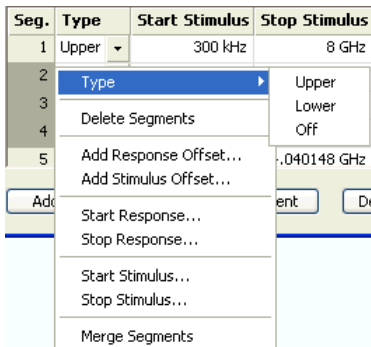 Seg. Type Start Stimulus Stop Stimulus
1 Upper 300 kHz 8 GHz
2
Type
Upper
3
Lower
Delete Segments
4
Off
5
Add Response Offset...
.040148 GHz
Add Stimulus Offset...
Start Response...
Stop Response...
Start Stimulus...
Stop Stimulus...
Merge Segments